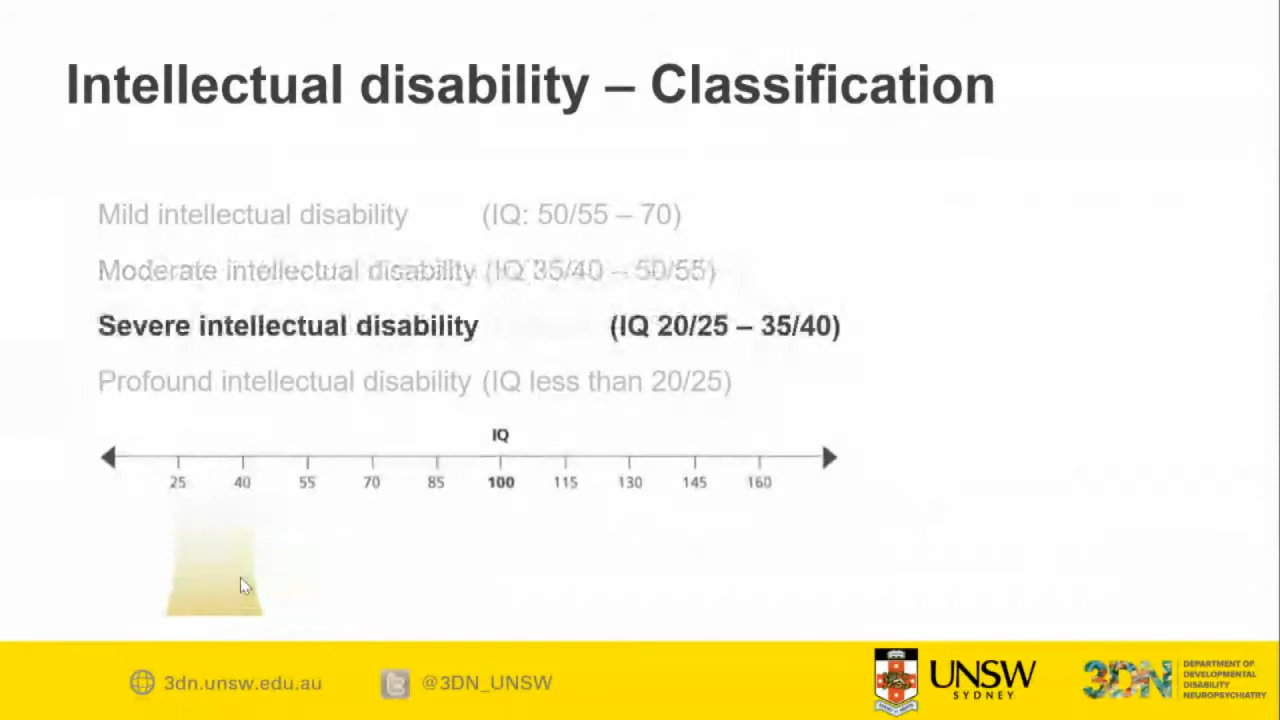 Intellectual disability – Classification
Mild intellectual disability (IQ: 50/55 – 70)
Moderate intellectual disability (IQ 35/40 – 50/55)
Severe intellectual disability (IQ 20/25 – 35/40)
Profound intellectual disability (IQ less than 20/25)
IQ
25 40 55 70 85 100 115 130 145 160
3dn.unsw.edu.au
@3DN_UNSW
UNSW
SYDNEY
3DN
DEPARTMENT OF
DEVELOPMENTAL
DISABILITY
NEUROPSYCHIATRY